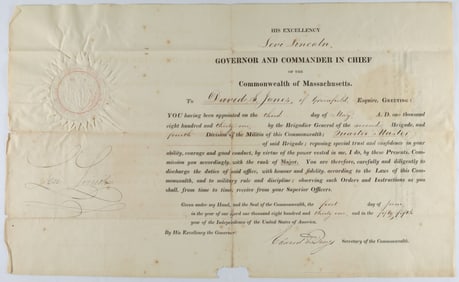 HIS EXCELLENCY
Levi Lincoln,
GOVERNOR AND COMMANDER IN CHIEF
OF THE
Commonwealth of Massachusetts.
To David S. Jones, of Greenfield, Esquire, GREETING:
YOU having been appointed on the third day of May A.D. one thousand
eight hundred and thirty one by the Brigadier General of the second Brigade, and
fourth Division of the Militia of this Commonwealth, Quarter Master
of said Brigade; reposing special trust and confidence in your
ability, courage and good conduct, by virtue of the power vested in me, I do, by these Presents, Com-
mission you accordingly, with the rank of Major. You are therefore, carefully and diligently to
discharge the duties of said office, with honour and fidelity, according to the Laws of this Com-
monwealth, and to military rule and discipline; observing such Orders and Instructions as you
shall, from time to time, receive from your Superior Officers.
Levi Lincoln
Given under my Hand, and the Seal of the Commonwealth, the first day of June
in the year of our Lord one thousand eight hundred and thirty one, and in the fifty fifth
year of the Independence of the United States of America.
By His Excellency the Governor:
Secretary of the Commonwealth.